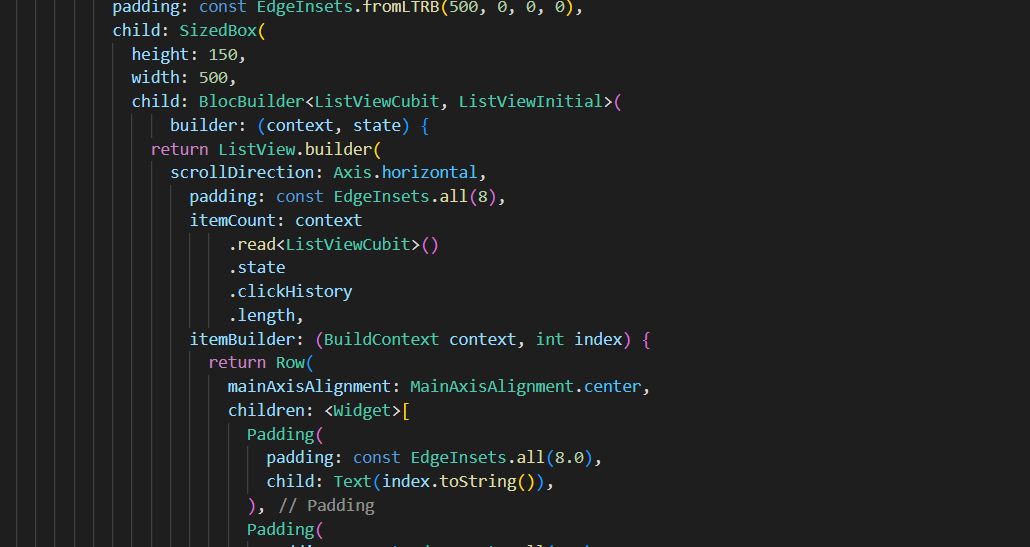 padding: const EdgeInsets.fromLTRB(500, 0, 0, 0),
child: SizedBox(
height: 150,
width: 500,
child: BlocBuilder<ListViewCubit, ListViewInitial>(
builder: (context, state) {
return ListView.builder(
scrollDirection: Axis.horizontal,
padding: const EdgeInsets.all(8),
itemCount: context
.read<ListViewCubit>()
.state
.clickHistory
.length,
itemBuilder: (BuildContext context, int index) {
return Row(
mainAxisAlignment: MainAxisAlignment.center,
children: <Widget>[
Padding(
padding: const EdgeInsets.all(8.0),
child: Text(index.toString()),
), // Padding
Padding(